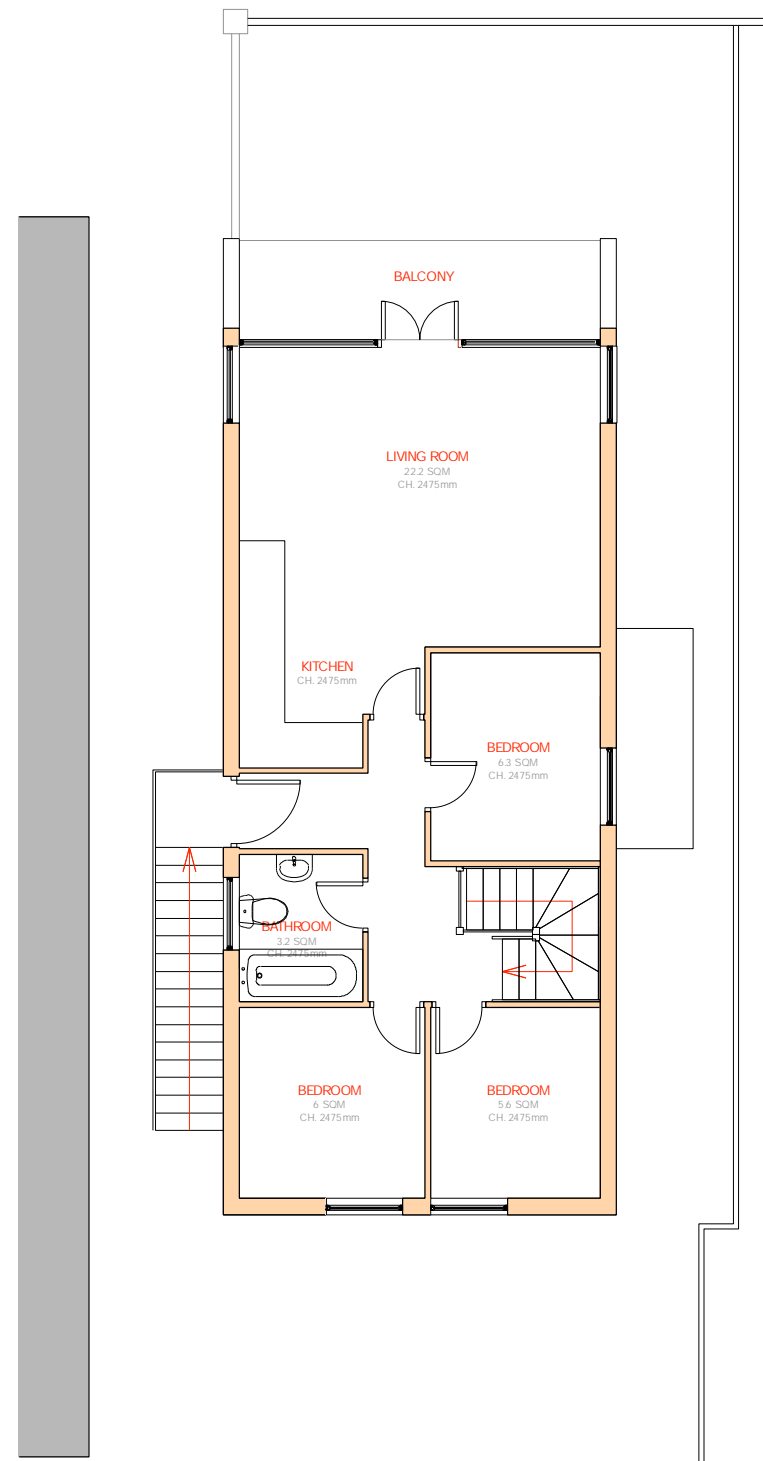 BALCONY
LIVING ROOM
22.2 SQM
CH. 2475mm
KITCHEN
CH. 2475mm
BEDROOM
6.3 SQM
CH. 2475mm
BATHROOM
3.2 SQM
CH. 2475mm
BEDROOM
6 SQM
CH. 2475mm
BEDROOM
5.6 SQM
CH. 2475mm